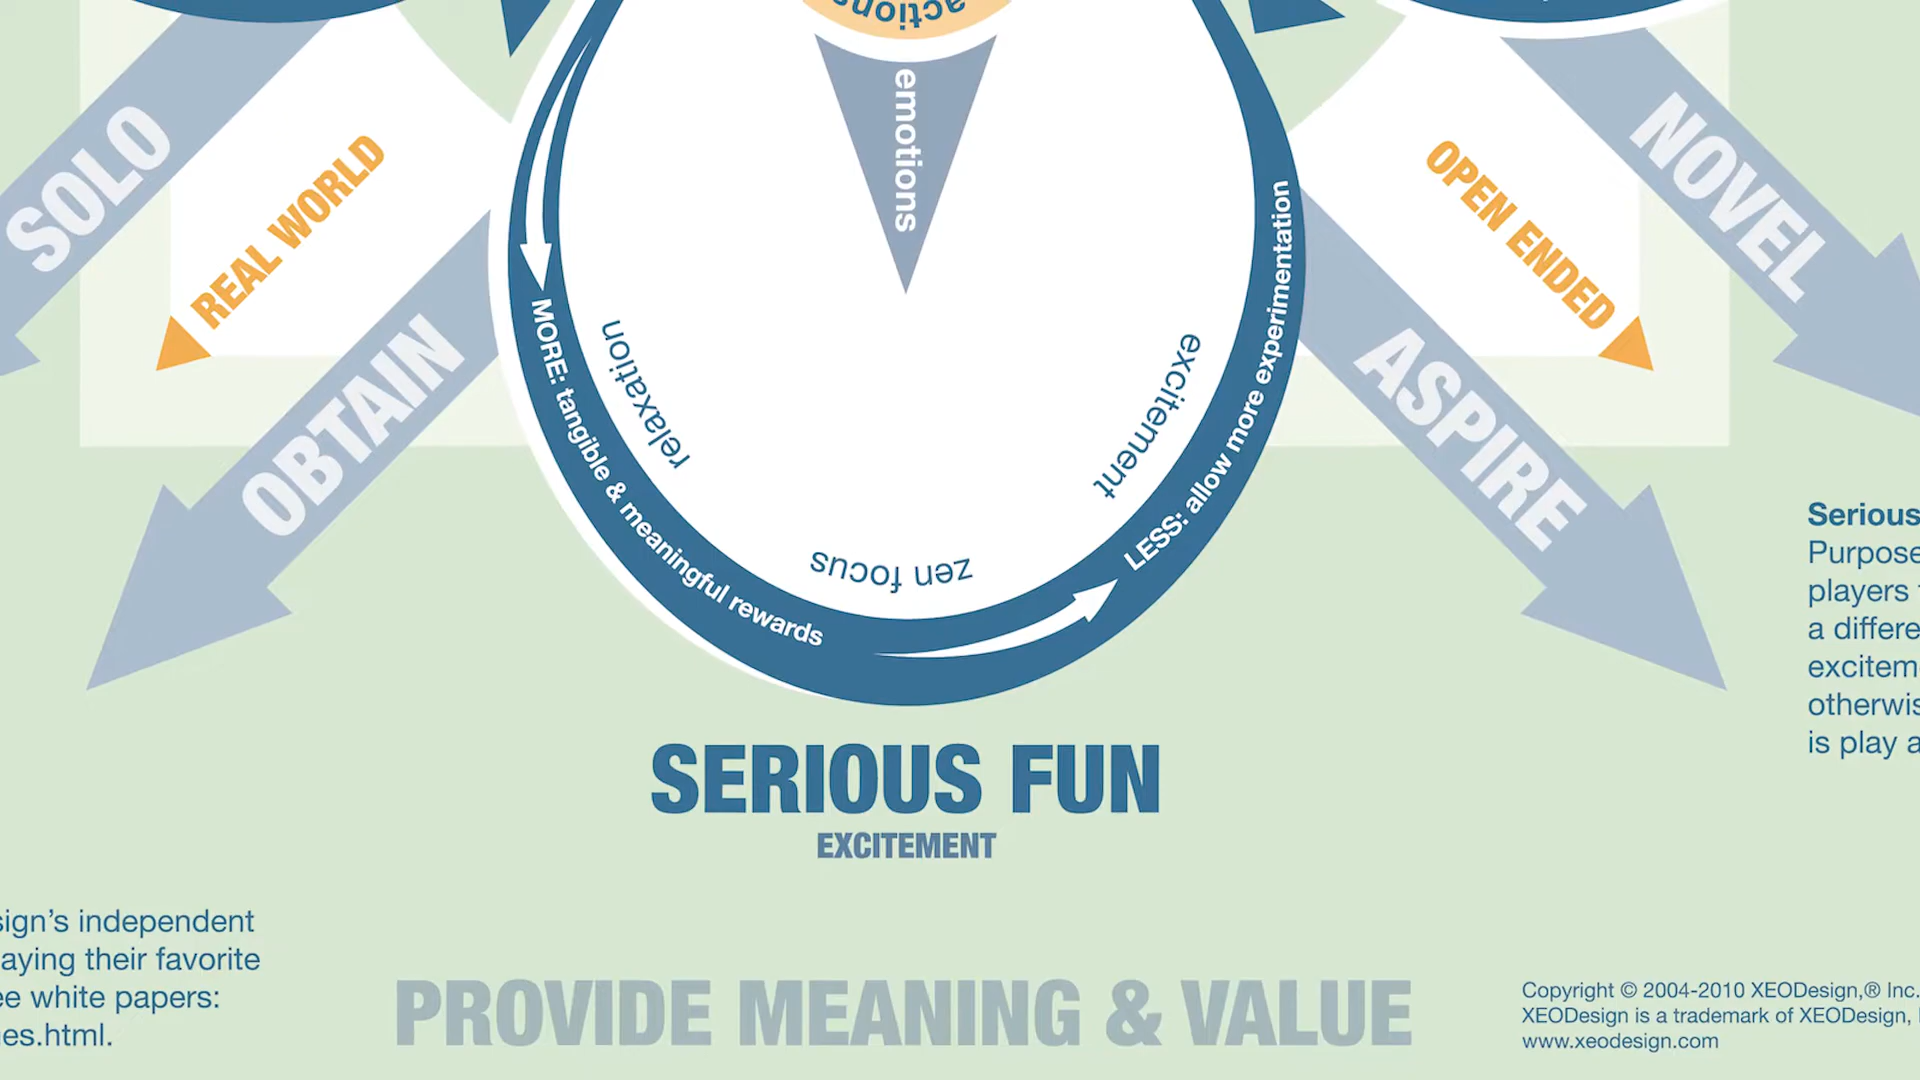 actions
emotions
SOLO
REAL WORLD
OBTAIN
NOVEL
OPEN ENDED
ASPIRE
MORE: tangible & meaningful rewards
LESS: allow more experimentation
relaxation
excitement
zen focus
SERIOUS FUN
EXCITEMENT
Serious
Purpose
players
a differe
excitem
otherwis
is play a
sign's independent
aying their favorite
ee white papers:
es.html.
PROVIDE MEANING & VALUE
Copyright © 2004-2010 XEODesign,® Inc.
XEODesign is a trademark of XEODesign,
www.xeodesign.com